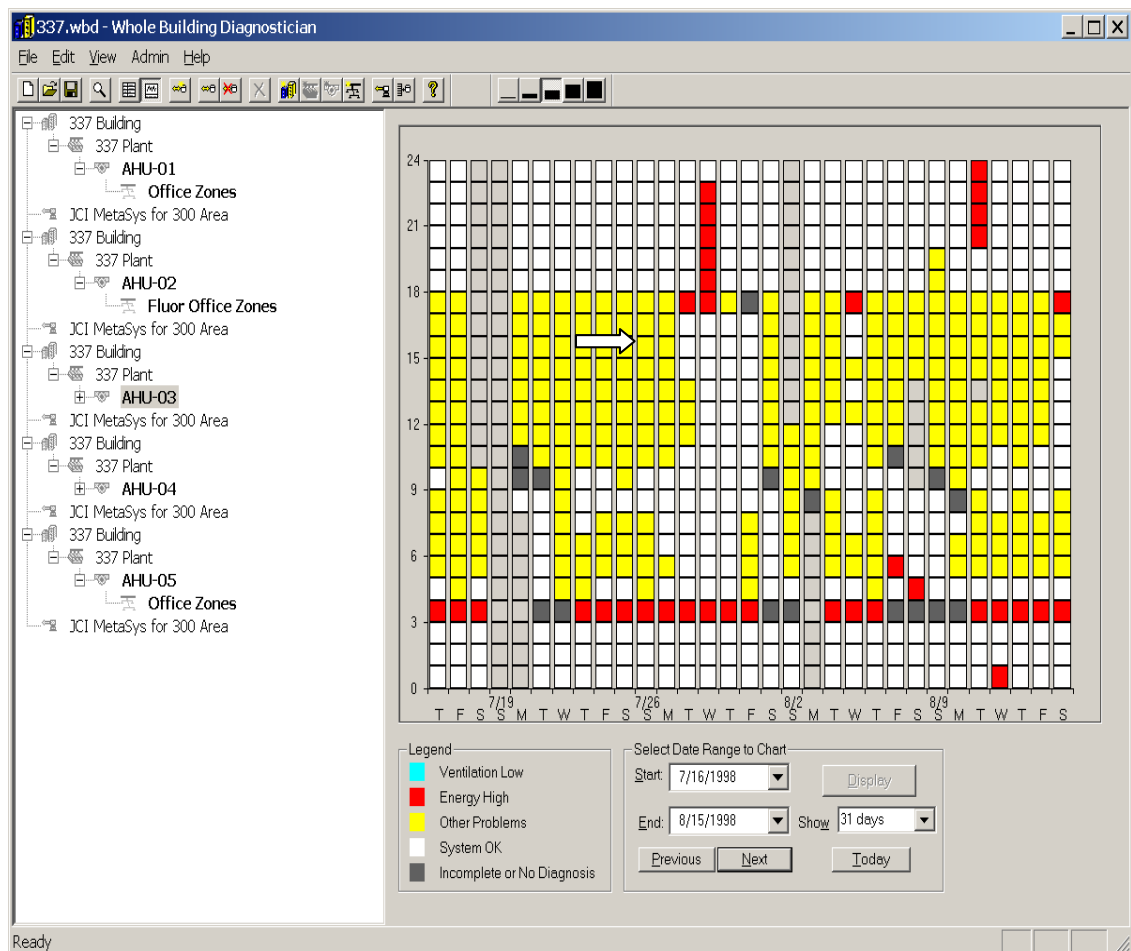 337.wbd - Whole Building Diagnostician
File Edit View Admin Help
337 Building
337 Plant
AHU-01
Office Zones
JCI MetaSys for 300 Area
337 Building
337 Plant
AHU-02
Fluor Office Zones
JCI MetaSys for 300 Area
337 Building
337 Plant
AHU-03
JCI MetaSys for 300 Area
337 Building
337 Plant
AHU-04
JCI MetaSys for 300 Area
337 Building
337 Plant
AHU-05
Office Zones
JCI MetaSys for 300 Area
24
21
18
15
12
9
6
3
0
7/19 7/26 8/2 8/9
T F S S M T W T F S S M T W T F S S M T W T F S S M T W T F S
Legend
Ventilation Low
Energy High
Other Problems
System OK
Incomplete or No Diagnosis
Select Date Range to Chart
Start: 7/16/1998 Display
End: 8/15/1998 Show 31 days
Previous Next Today
Ready